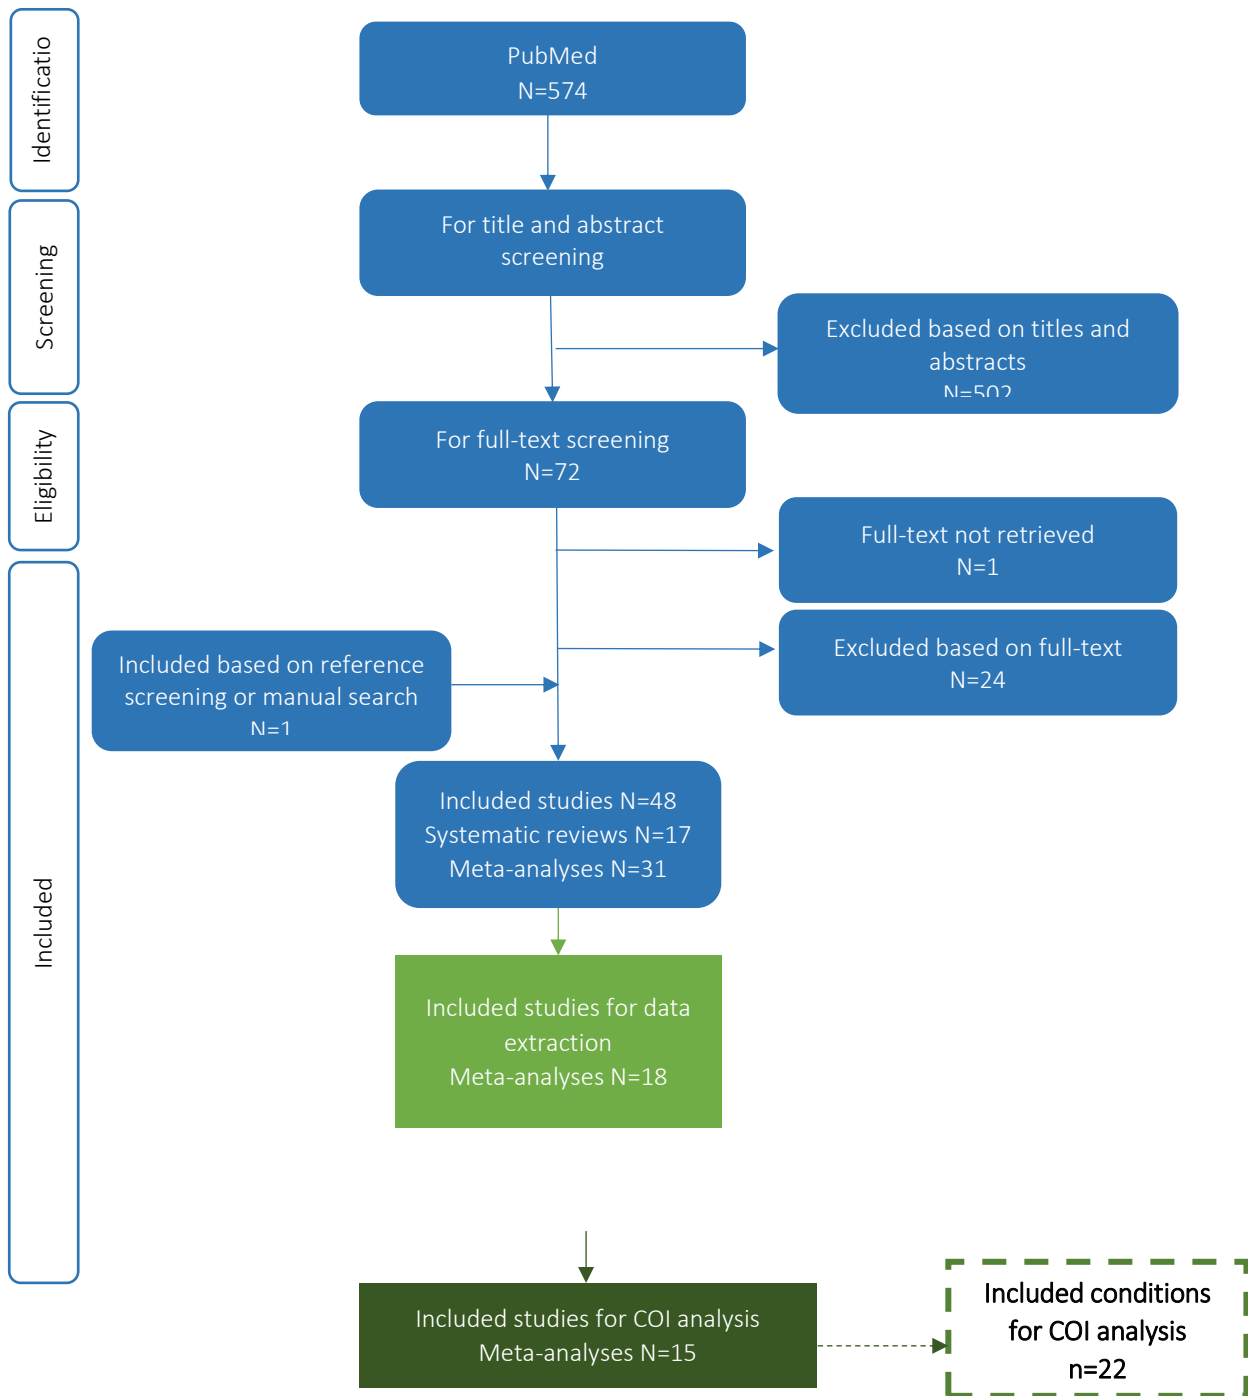 Identificatio
PubMed
N=574
Screening
For title and abstract
screening
Excluded based on titles and
abstracts
N=502
Eligibility
For full-text screening
N=72
Full-text not retrieved
N=1
Excluded based on full-text
N=24
Included
Included based on reference
screening or manual search
N=1
Included studies N=48
Systematic reviews N=17
Meta-analyses N=31
Included studies for data
extraction
Meta-analyses N=18
Included studies for COI analysis
Meta-analyses N=15
Included conditions
for COI analysis
n=22